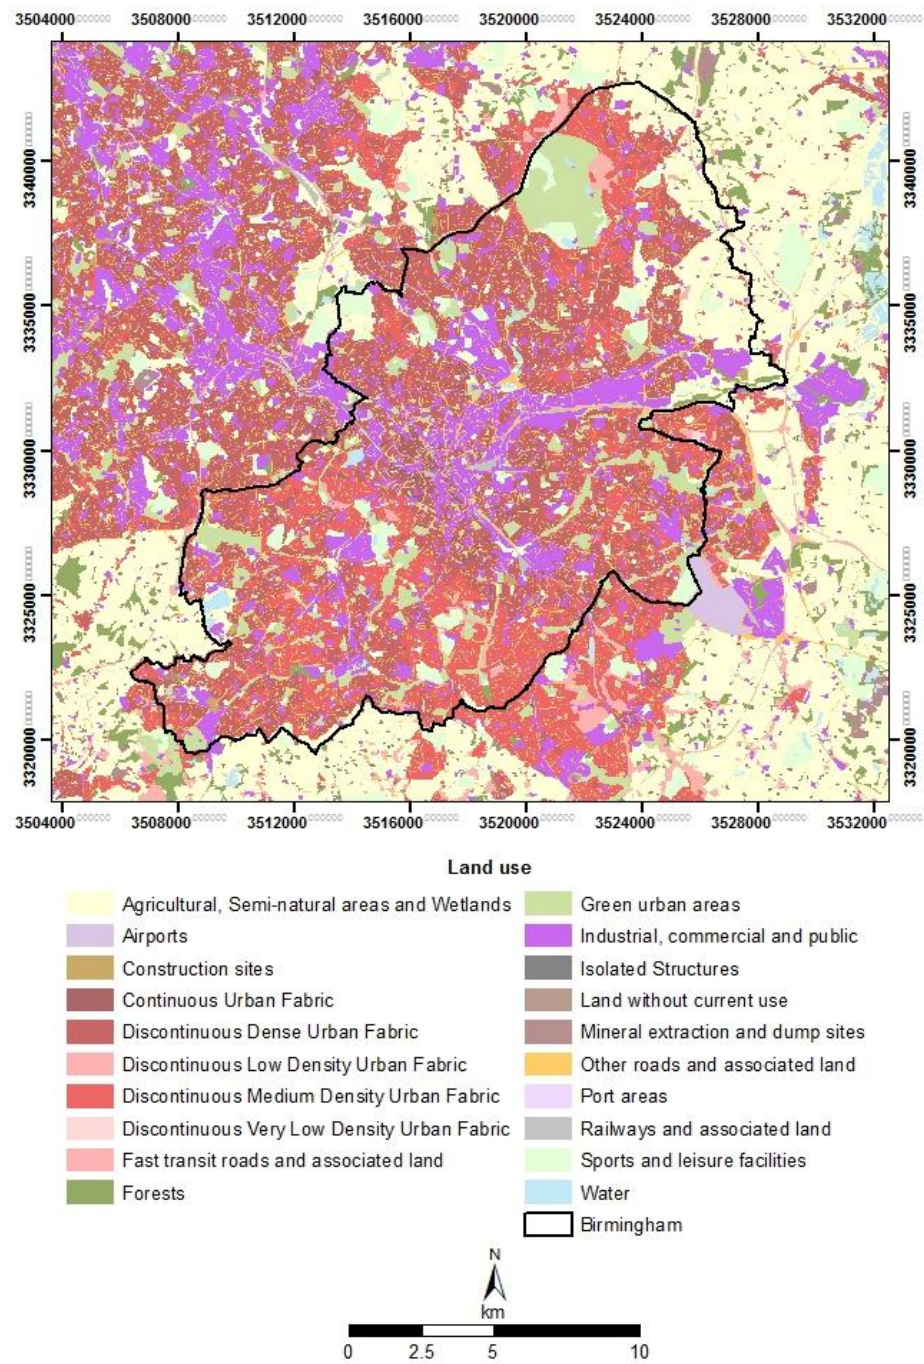 3504000 3508000 3512000 3516000 3520000 3524000 3528000 3532000
3340000 3340000
3335000 3335000
3330000 3330000
3325000 3325000
3320000 3320000
3504000 3508000 3512000 3516000 3520000 3524000 3528000 3532000
Land use
Agricultural, Semi-natural areas and Wetlands
Airports
Construction sites
Continuous Urban Fabric
Discontinuous Dense Urban Fabric
Discontinuous Low Density Urban Fabric
Discontinuous Medium Density Urban Fabric
Discontinuous Very Low Density Urban Fabric
Fast transit roads and associated land
Forests
Green urban areas
Industrial, commercial and public
Isolated Structures
Land without current use
Mineral extraction and dump sites
Other roads and associated land
Port areas
Railways and associated land
Sports and leisure facilities
Water
Birmingham
N
km
0 2.5 5 10